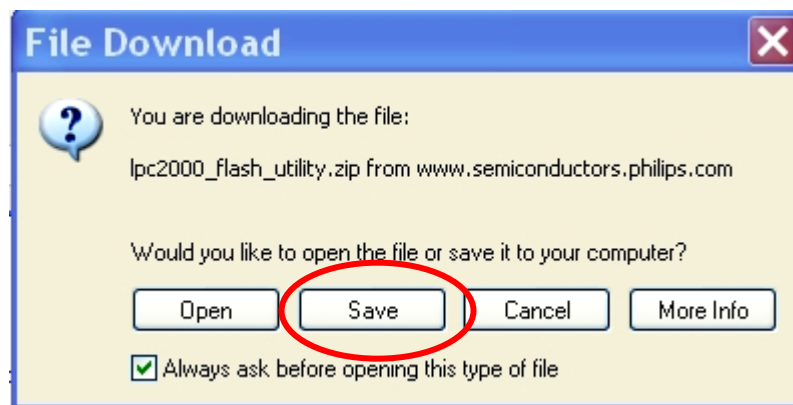 File Download
You are downloading the file:
lpc2000_flash_utility.zip from www.semiconductors.philips.com
Would you like to open the file or save it to your computer?
Open Save Cancel More Info
Always ask before opening this type of file